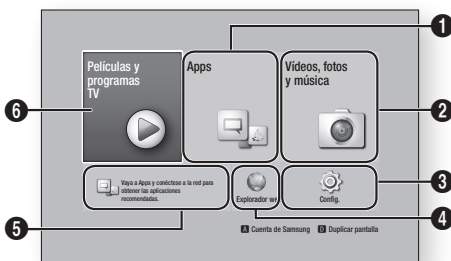 1
Películas y
programas
TV
Apps
Vídeos, fotos
y música
6
2
Vaya a Apps y conéctese a la red para
obtener las aplicaciones
recomendadas.
Explorador we
Config.
3
4
5
A Cuenta de Samsung D Duplicar pantalla